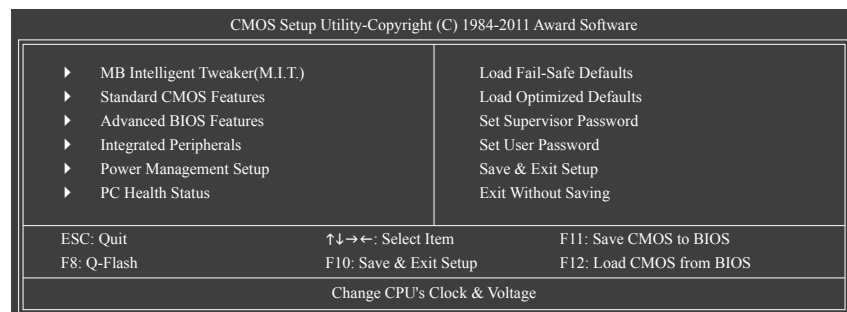 CMOS Setup Utility-Copyright (C) 1984-2011 Award Software
MB Intelligent Tweaker(M.I.T.)
Standard CMOS Features
Advanced BIOS Features
Integrated Peripherals
Power Management Setup
PC Health Status
Load Fail-Safe Defaults
Load Optimized Defaults
Set Supervisor Password
Set User Password
Save & Exit Setup
Exit Without Saving
ESC: Quit ↑↓→←: Select Item F11: Save CMOS to BIOS
F8: Q-Flash F10: Save & Exit Setup F12: Load CMOS from BIOS
Change CPU's Clock & Voltage